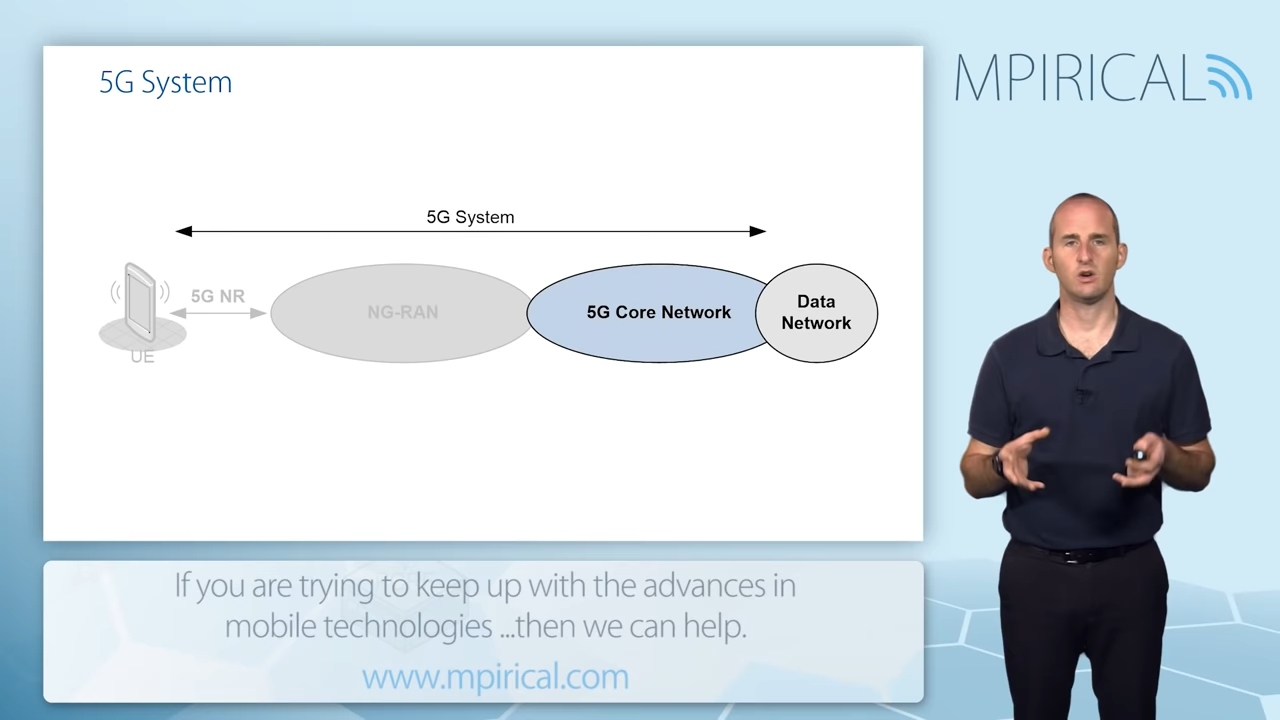 5G System
MPIRICAL
5G System
5G NR
NG-RAN
5G Core Network
Data
Network
UE
If you are trying to keep up with the advances in
mobile technologies ...then we can help.
www.mpirical.com